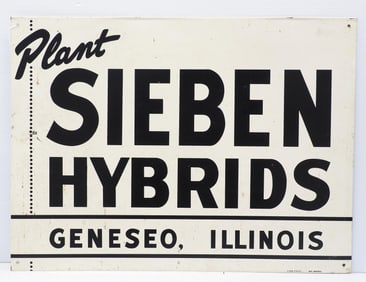 Plant
SIEBEN
HYBRIDS
GENESEO, ILLINOIS